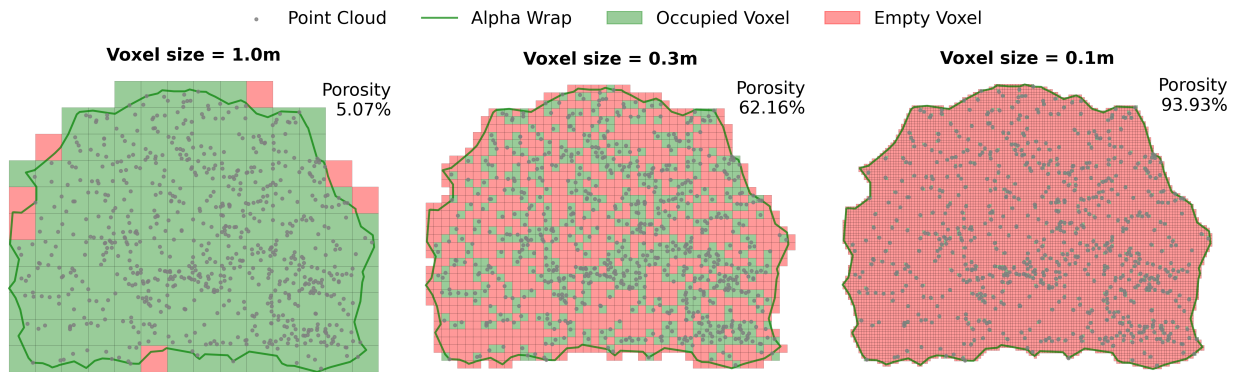 Point Cloud Alpha Wrap Occupied Voxel Empty Voxel
Voxel size = 1.0m
Porosity
5.07%
Voxel size = 0.3m
Porosity
62.16%
Voxel size = 0.1m
Porosity
93.93%